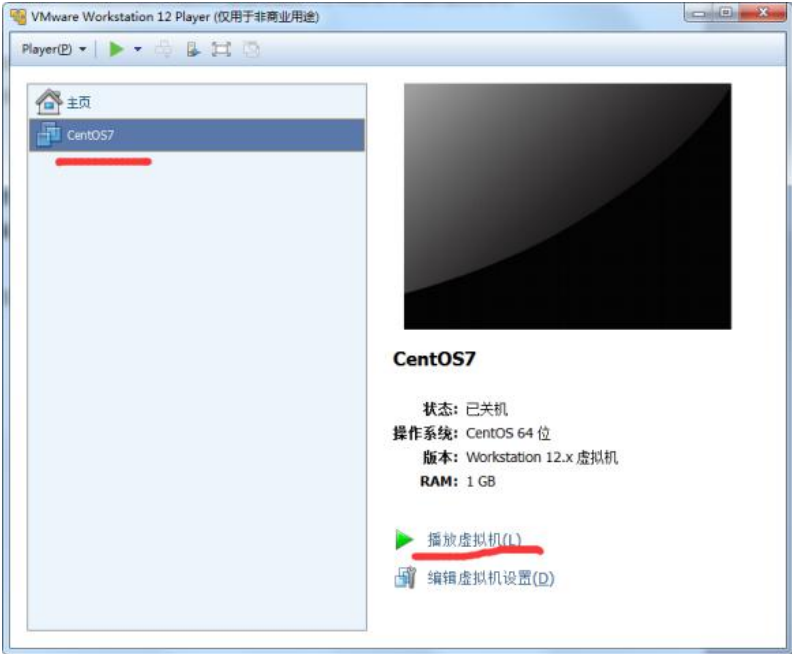 VMware Workstation 12 Player (仅用于非商业用途)
Player(P)
主页
CentOS7
CentOS7
状态: 已关机
操作系统: CentOS 64 位
版本: Workstation 12.x 虚拟机
RAM: 1 GB
播放虚拟机(L)
编辑虚拟机设置(D)